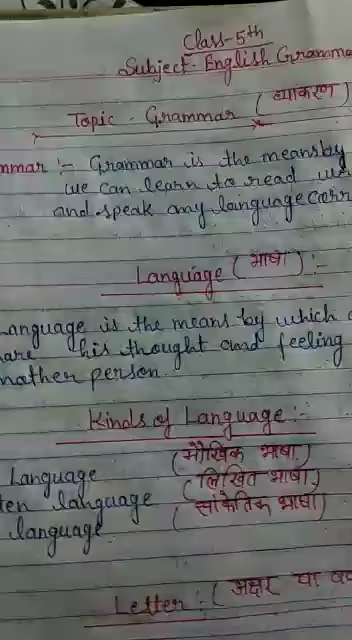 Class-5th
Subject- English Gramma
Topic - Grammar (व्याकरण)
mmar :- Grammar is the means by
we can learn to read
and speak any language corr
Language (भाषा) :-
anguage is the means by which
are his thought and feeling
nother person.
Kinds of Language :-
Language (मौखिक भाषा)
ten language (लिखित भाषा)
language (सांकेतिक भाषा)
Letter : (अक्षर या